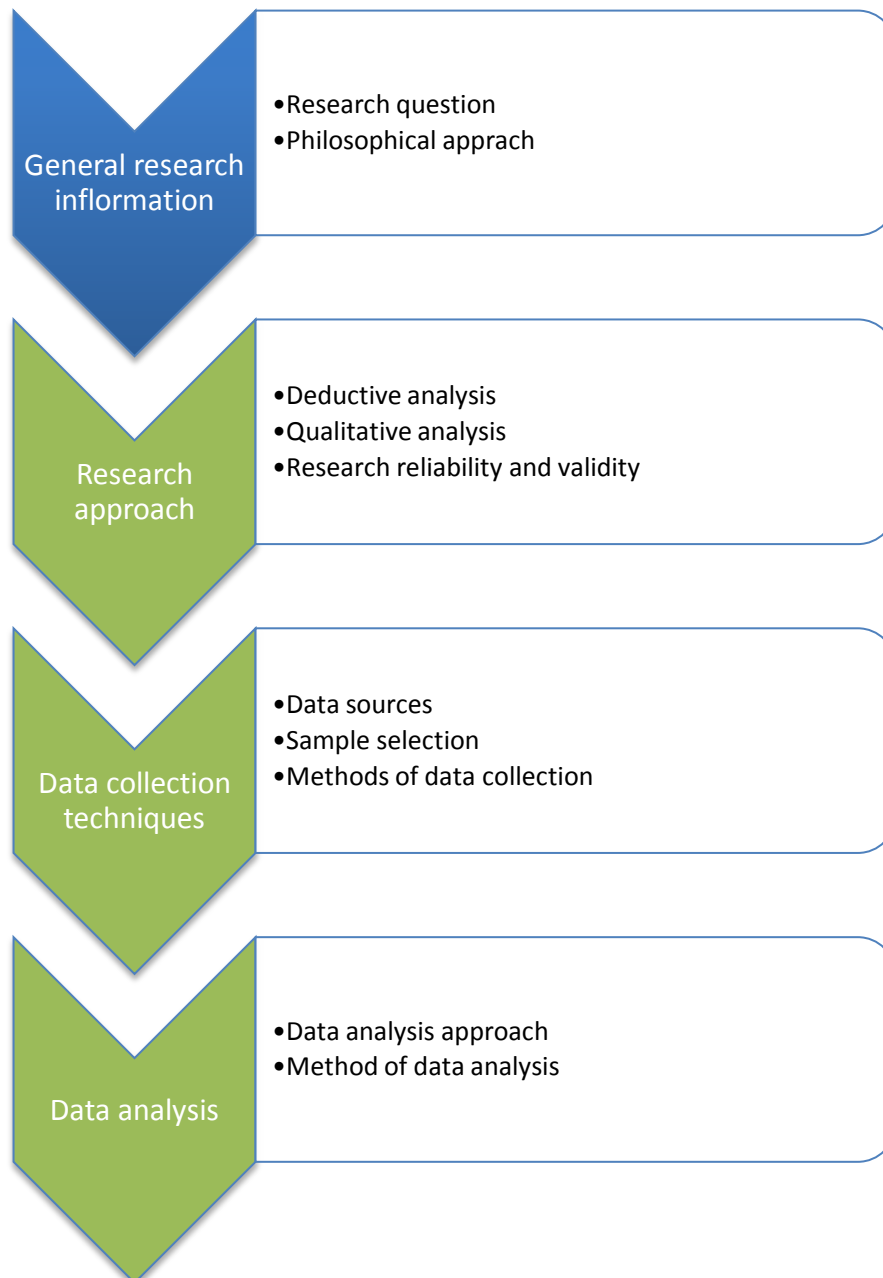 General research
inflormation
•Research question
•Philosophical apprach
Research
approach
•Deductive analysis
•Qualitative analysis
•Research reliability and validity
Data collection
techniques
•Data sources
•Sample selection
•Methods of data collection
Data analysis
•Data analysis approach
•Method of data analysis